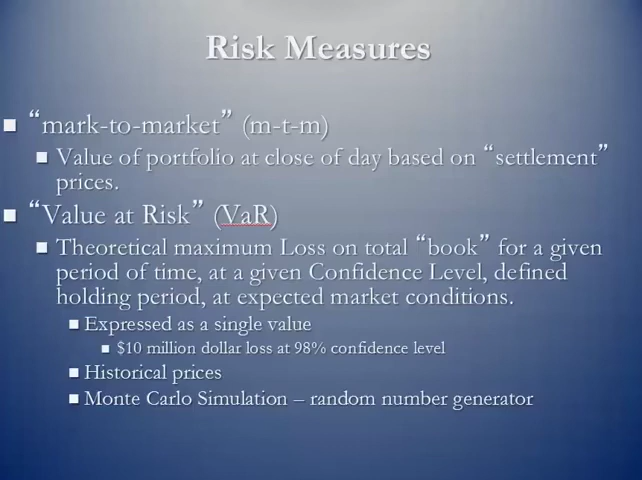 Risk Measures
“mark-to-market” (m-t-m)
Value of portfolio at close of day based on “settlement”
prices.
“Value at Risk” (VaR)
Theoretical maximum Loss on total “book” for a given
period of time, at a given Confidence Level, defined
holding period, at expected market conditions.
Expressed as a single value
$10 million dollar loss at 98% confidence level
Historical prices
Monte Carlo Simulation – random number generator